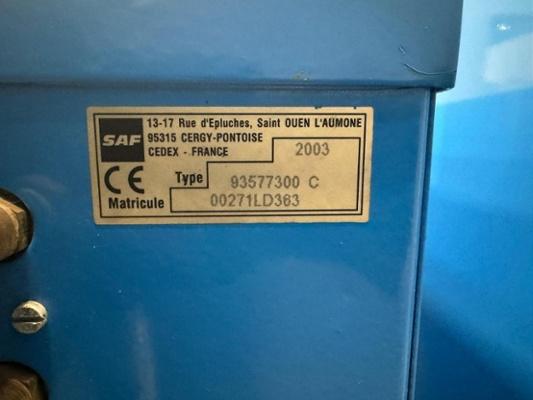 SAF
13-17 Rue d'Epluches, Saint OUEN L'AUMONE
95315 CERGY-PONTOISE
CEDEX - FRANCE
2003
CE Type 93577300 C
Matricule 00271LD363